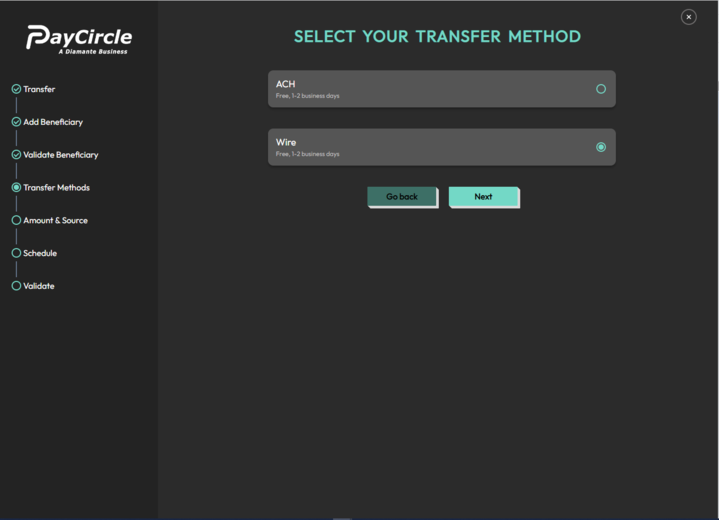 PayCircle
A Diamante Business
Transfer
Add Beneficiary
Validate Beneficiary
Transfer Methods
Amount & Source
Schedule
Validate
SELECT YOUR TRANSFER METHOD
ACH
Free, 1-2 business days
Wire
Free, 1-2 business days
Go back
Next